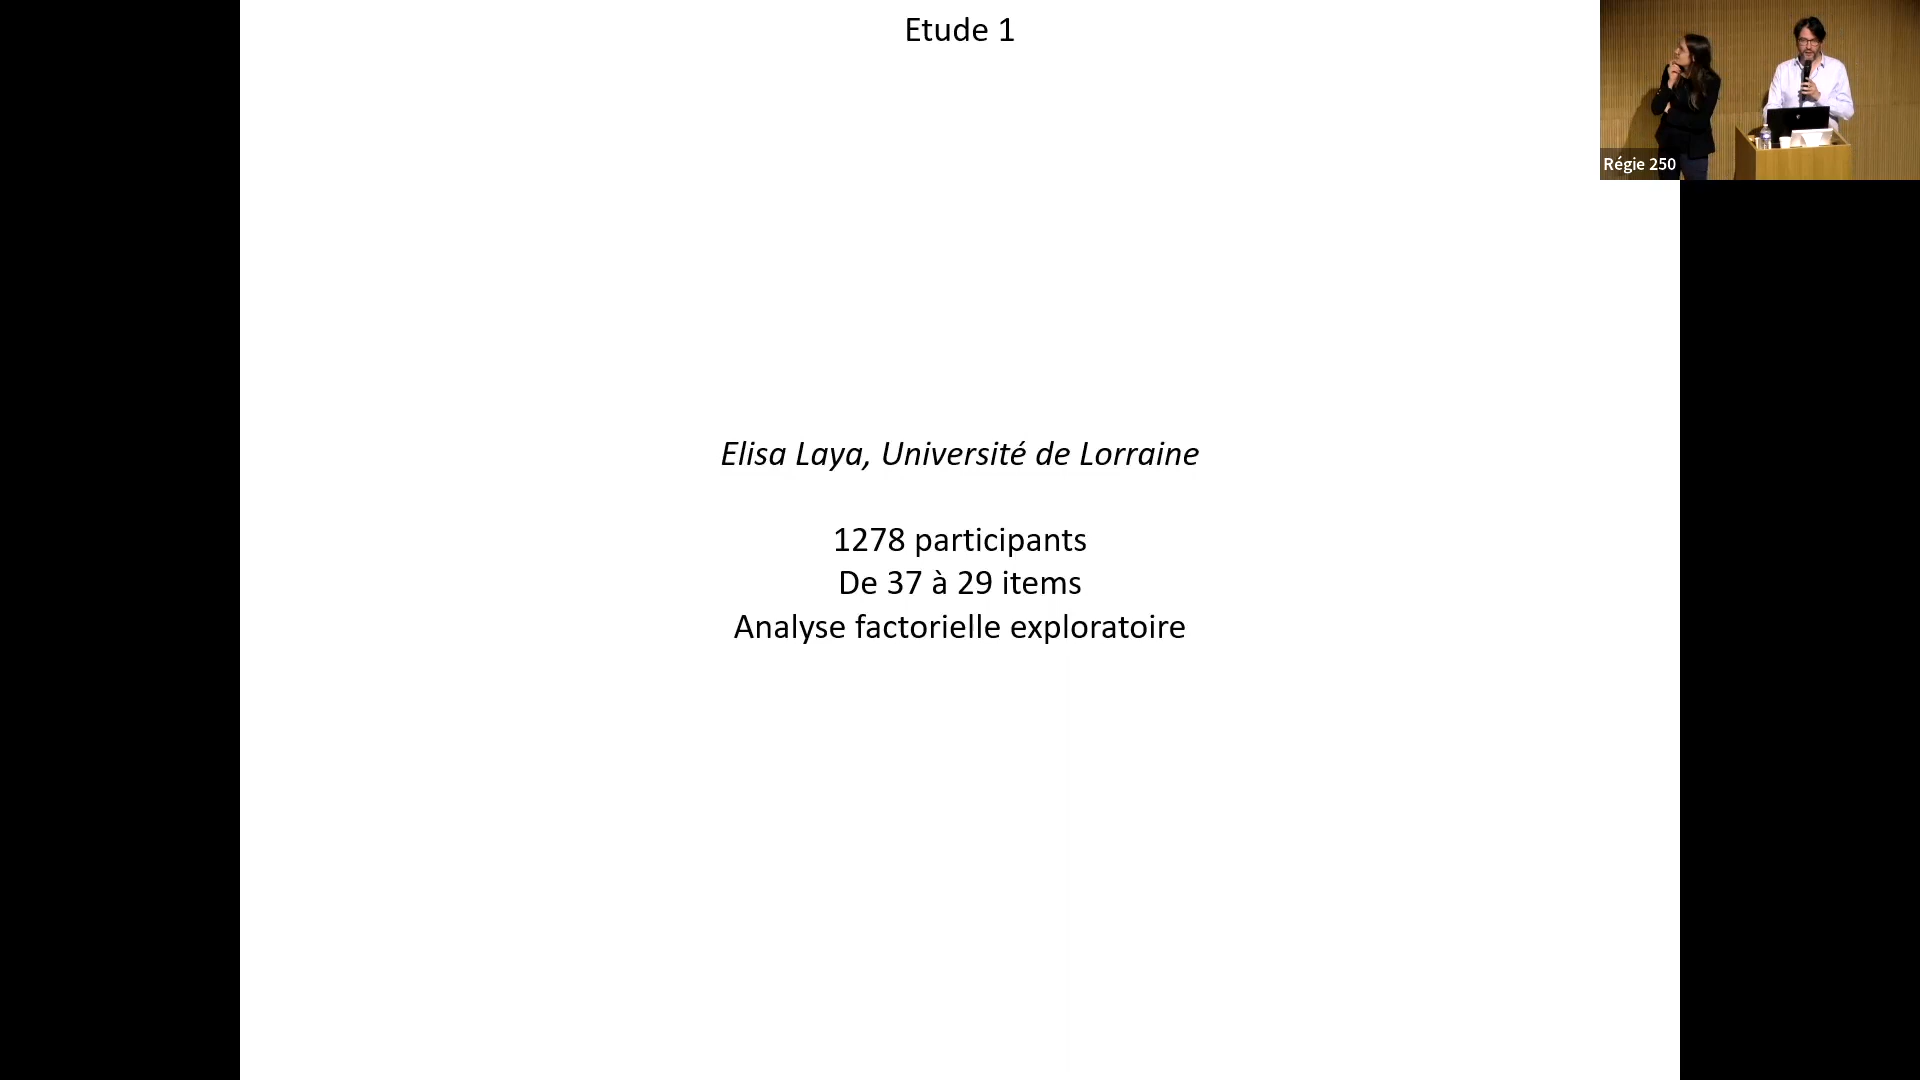 Etude 1
Régie 250
Elisa Laya, Université de Lorraine
1278 participants
De 37 à 29 items
Analyse factorielle exploratoire